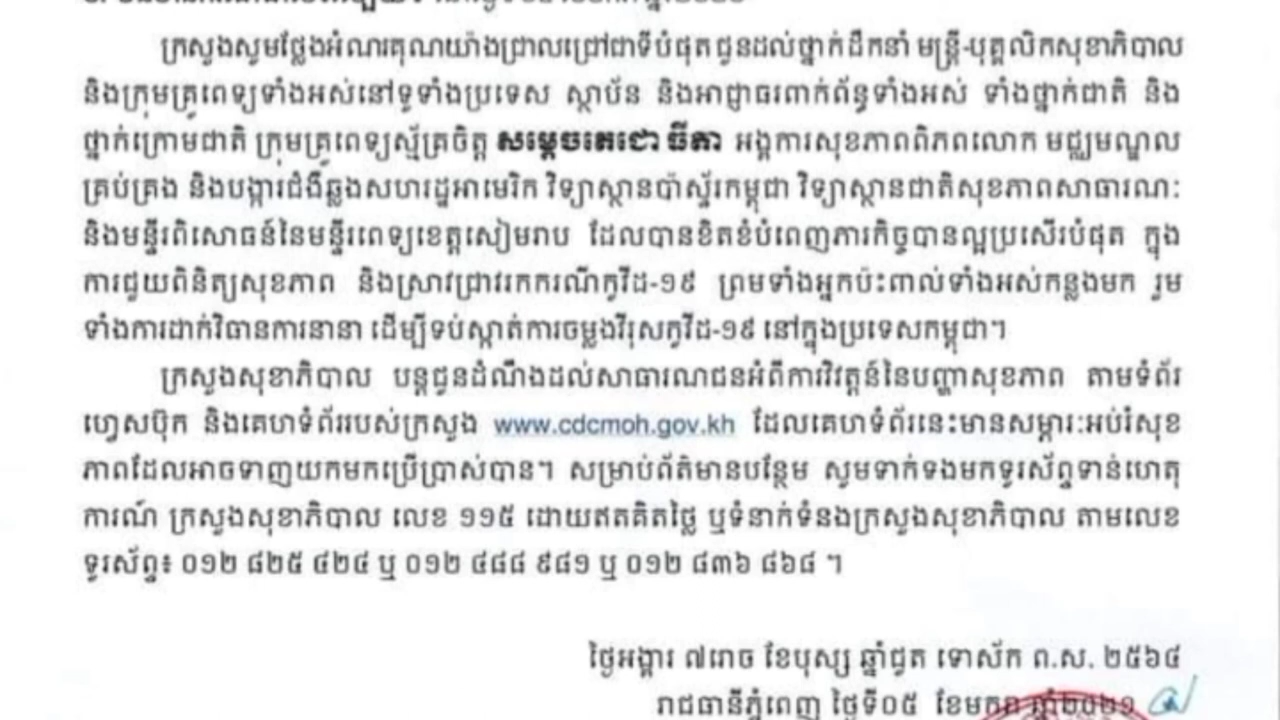 ក្រសួងសូមថ្លែងអំណរគុណយ៉ាងជ្រាលជ្រៅជាទីបំផុតជូនដល់ថ្នាក់ដឹកនាំ មន្ត្រី-បុគ្គលិកសុខាភិបាល
និងក្រុមគ្រូពេទ្យទាំងអស់នៅទូទាំងប្រទេស ស្ថាប័ន និងអាជ្ញាធរពាក់ព័ន្ធទាំងអស់ ទាំងថ្នាក់ជាតិ និង
ថ្នាក់ក្រោមជាតិ ក្រុមគ្រូពេទ្យស្ម័គ្រចិត្ត សម្តេចតេជោ ធីតា អង្គការសុខភាពពិភពលោក មជ្ឈមណ្ឌល
គ្រប់គ្រង និងបង្ការជំងឺឆ្លងសហរដ្ឋអាមេរិក វិទ្យាស្ថានប៉ាស្ទ័រកម្ពុជា វិទ្យាស្ថានជាតិសុខភាពសាធារណៈ
និងមន្ទីរពិសោធន៍នៃមន្ទីរពេទ្យខេត្តសៀមរាប ដែលបានខិតខំបំពេញភារកិច្ចបានល្អប្រសើរបំផុត ក្នុង
ការជួយពិនិត្យសុខភាព និងស្រាវជ្រាវរកករណីកូវីដ-១៩ ព្រមទាំងអ្នកប៉ះពាល់ទាំងអស់កន្លងមក រួម
ទាំងការដាក់វិធានការនានា ដើម្បីទប់ស្កាត់ការចម្លងវីរុសកូវីដ-១៩ នៅក្នុងប្រទេសកម្ពុជា។
ក្រសួងសុខាភិបាល បន្តជូនដំណឹងដល់សាធារណជនអំពីការវិវត្តន៍នៃបញ្ហាសុខភាព តាមទំព័រ
ហ្វេសប៊ុក និងគេហទំព័ររបស់ក្រសួង www.cdcmoh.gov.kh ដែលគេហទំព័រនេះមានសម្ភារៈអប់រំសុខ
ភាពដែលអាចទាញយកមកប្រើប្រាស់បាន។ សម្រាប់ព័ត៌មានបន្ថែម សូមទាក់ទងមកទូរស័ព្ទទាន់ហេតុ
ការណ៍ ក្រសួងសុខាភិបាល លេខ ១១៥ ដោយឥតគិតថ្លៃ ឬទំនាក់ទំនងក្រសួងសុខាភិបាល តាមលេខ
ទូរស័ព្ទ៖ ០១២ ៨២៥ ៤២៤ ឬ ០១២ ៤៨៨ ៩៨១ ឬ ០១២ ៨៣៦ ៨៦៨ ។
ថ្ងៃអង្គារ ៧រោច ខែបុស្ស ឆ្នាំជូត ទោស័ក ព.ស. ២៥៦៤
រាជធានីភ្នំពេញ ថ្ងៃទី០៥ ខែមករា ឆ្នាំ២០២១